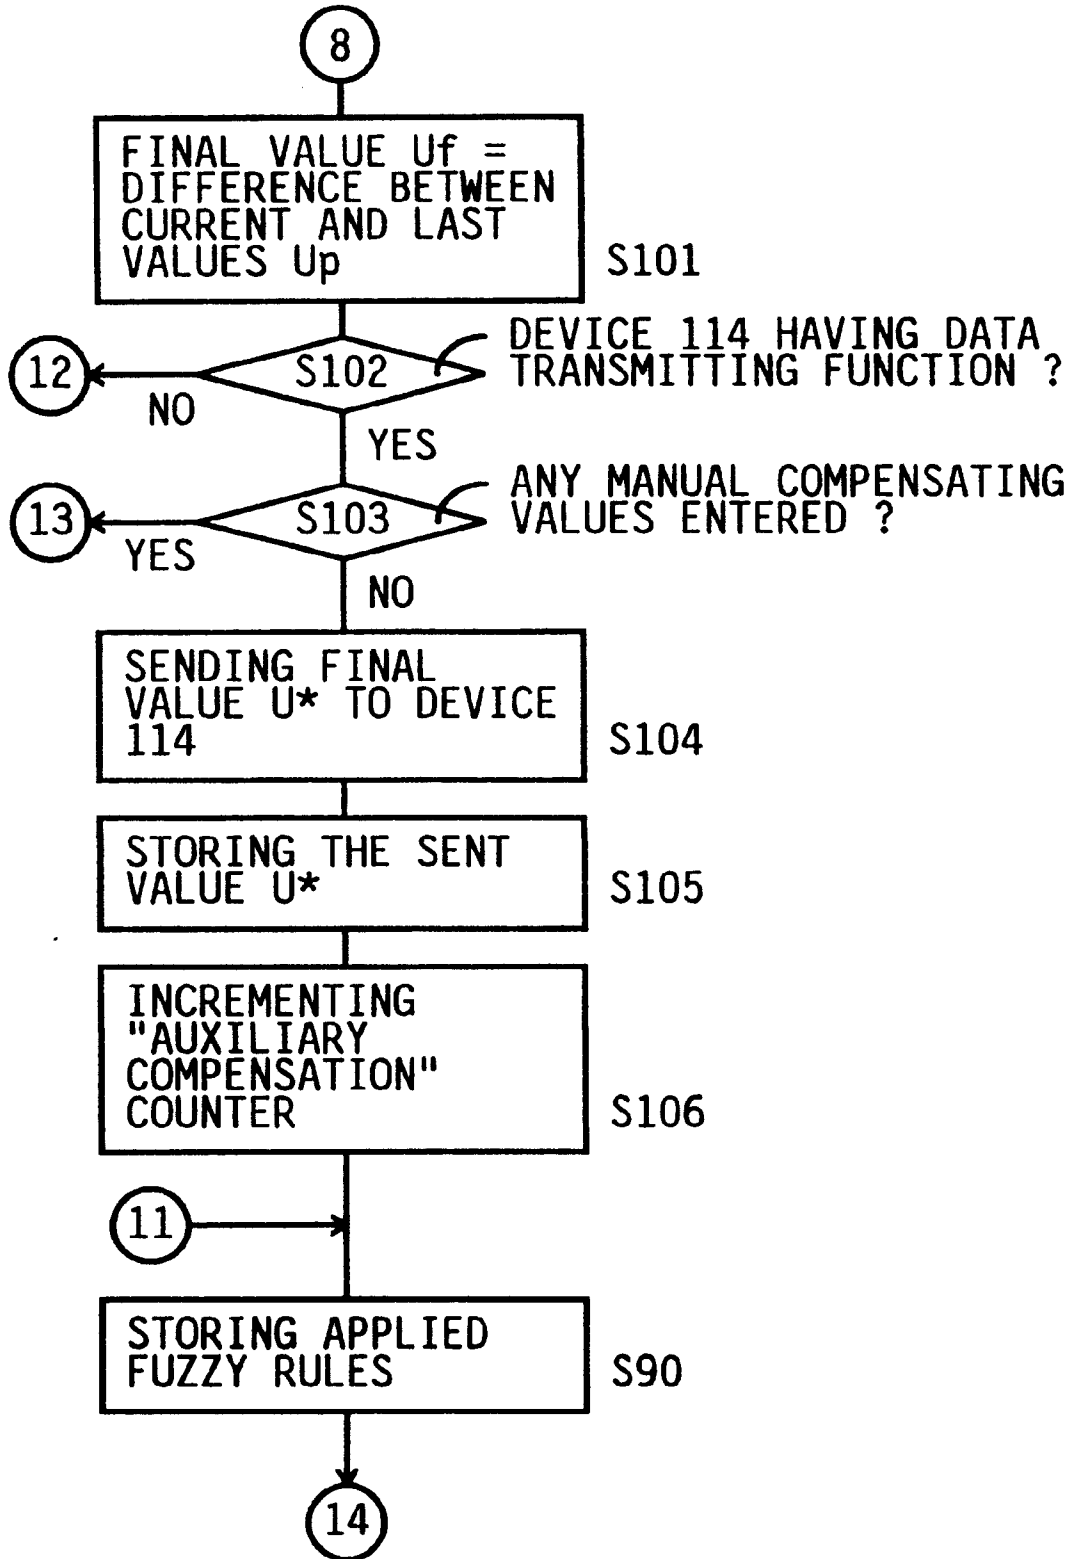 8
FINAL VALUE Uf =
DIFFERENCE BETWEEN
CURRENT AND LAST
VALUES Up
S101
DEVICE 114 HAVING DATA
TRANSMITTING FUNCTION ?
12
S102
NO
YES
ANY MANUAL COMPENSATING
VALUES ENTERED ?
13
S103
YES
NO
SENDING FINAL
VALUE U* TO DEVICE
114
S104
STORING THE SENT
VALUE U*
S105
INCREMENTING
"AUXILIARY
COMPENSATION"
COUNTER
S106
11
STORING APPLIED
FUZZY RULES
S90
14